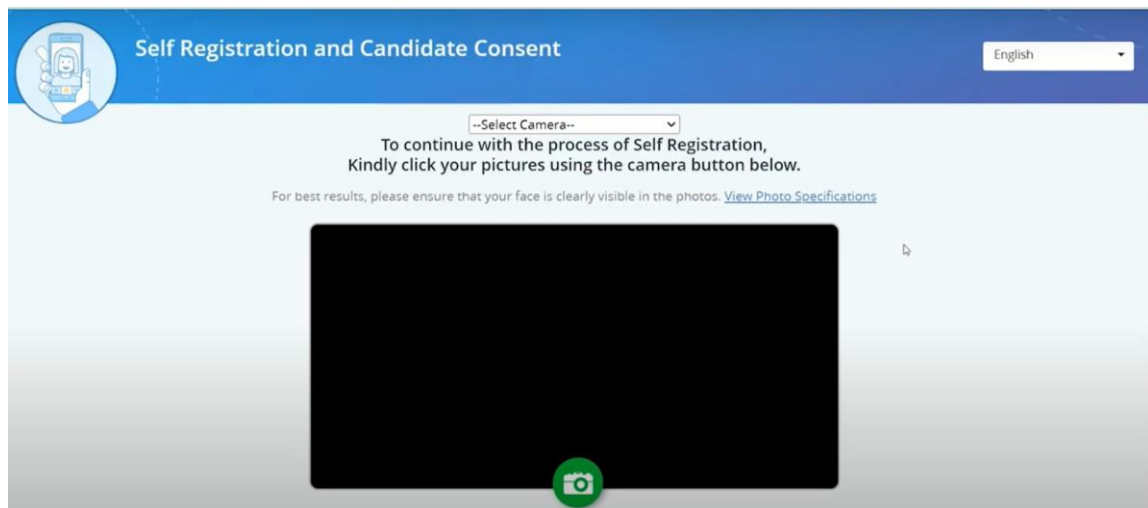 Self Registration and Candidate Consent
English
--Select Camera--
To continue with the process of Self Registration,
Kindly click your pictures using the camera button below.
For best results, please ensure that your face is clearly visible in the photos. View Photo Specifications